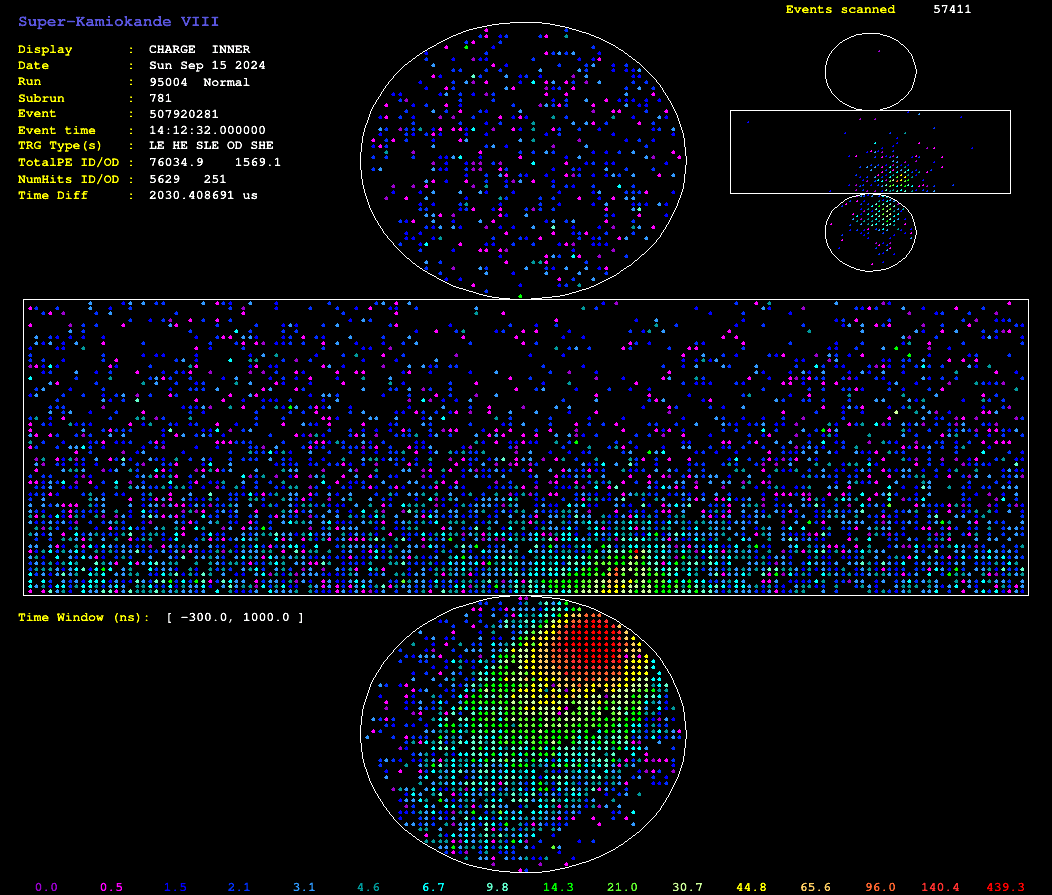 Super-Kamiokande VIII
Events scanned 57411
Display : CHARGE INNER
Date : Sun Sep 15 2024
Run : 95004 Normal
Subrun : 781
Event : 507920281
Event time : 14:12:32.000000
TRG Type(s) : LE HE SLE OD SHE
TotalPE ID/OD : 76034.9 1569.1
NumHits ID/OD : 5629 251
Time Diff : 2030.408691 us
Time Window (ns): [ -300.0, 1000.0 ]
0.0 0.5 1.5 2.1 3.1 4.6 6.7 9.8 14.3 21.0 30.7 44.8 65.6 96.0 140.4 439.3